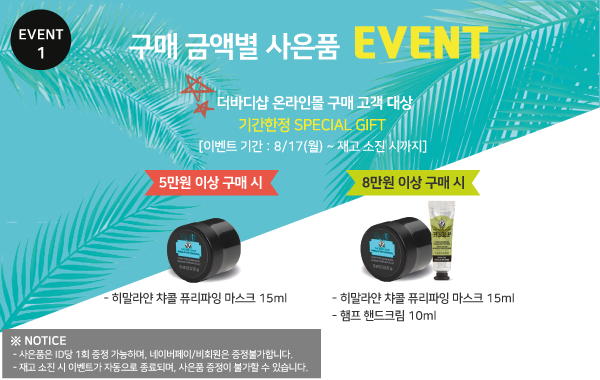 EVENT
1
구매 금액별 사은품 EVENT
더바디샵 온라인몰 구매 고객 대상
기간한정 SPECIAL GIFT
[이벤트 기간 : 8/17(월) ~ 재고 소진 시까지]
5만원 이상 구매 시
8만원 이상 구매 시
- 히말라얀 챠콜 퓨리파잉 마스크 15ml
- 히말라얀 챠콜 퓨리파잉 마스크 15ml
- 햄프 핸드크림 10ml
※ NOTICE
- 사은품은 ID당 1회 증정 가능하며, 네이버페이/비회원은 증정불가합니다.
- 재고 소진 시 이벤트가 자동으로 종료되며, 사은품 증정이 불가할 수 있습니다.